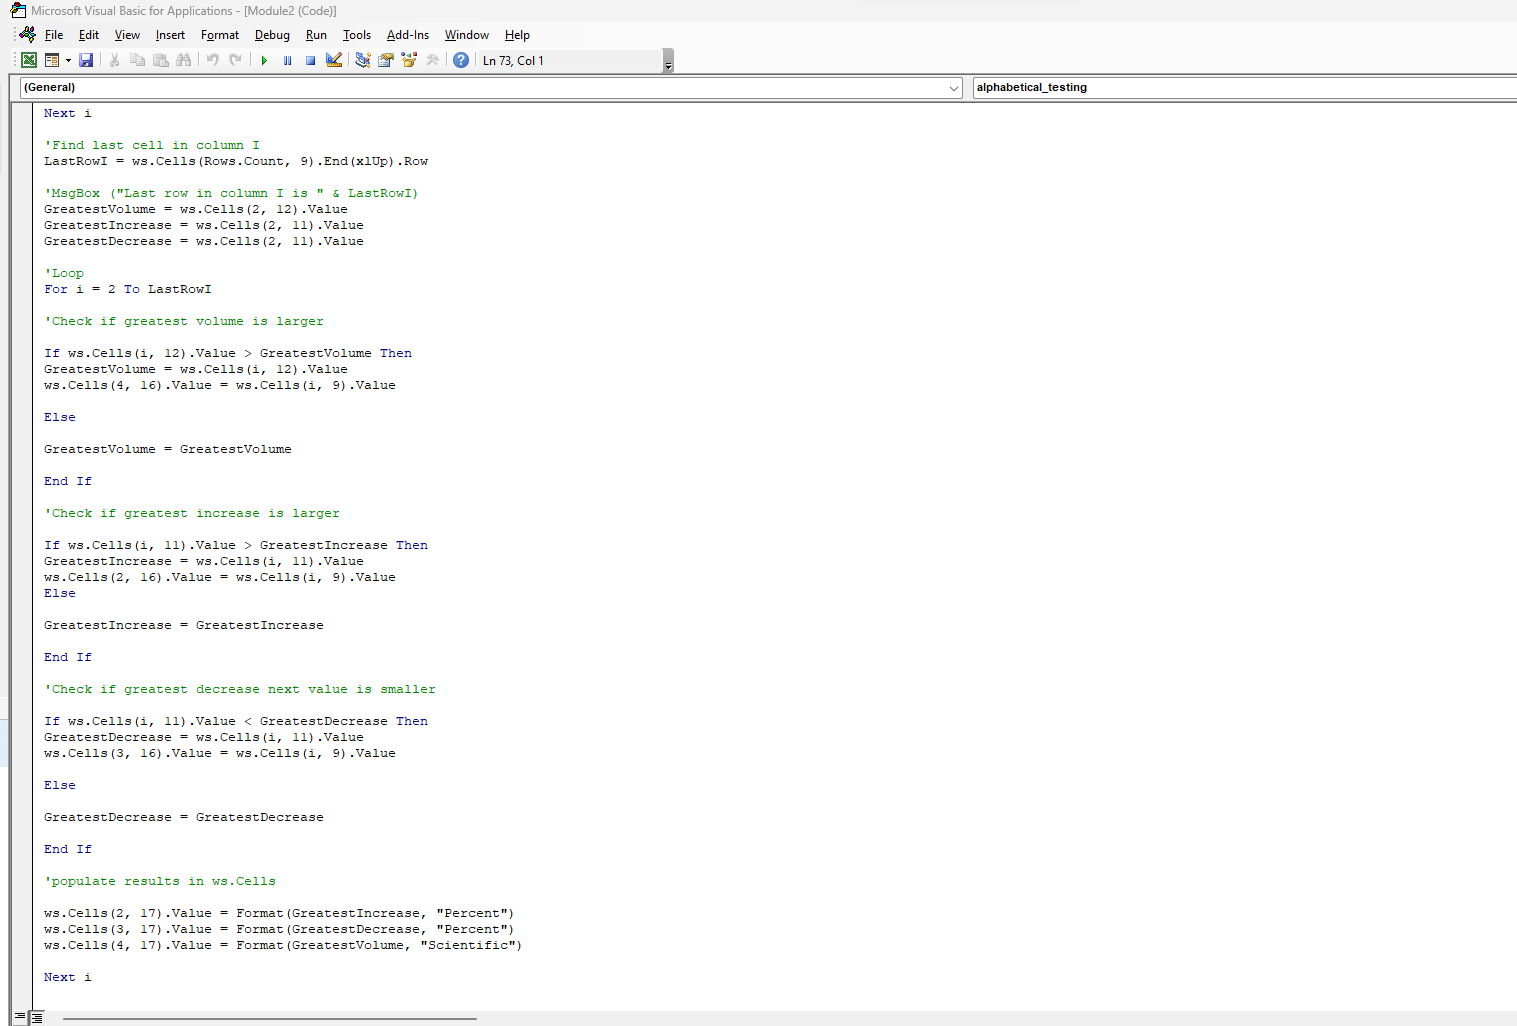 Microsoft Visual Basic for Applications - [Module2 (Code)]
File Edit View Insert Format Debug Run Tools Add-Ins Window Help
Ln 73, Col 1
(General) alphabetical_testing
Next i
'Find last cell in column I
LastRowI = ws.Cells(Rows.Count, 9).End(xlUp).Row
'MsgBox ("Last row in column I is " & LastRowI)
GreatestVolume = ws.Cells(2, 12).Value
GreatestIncrease = ws.Cells(2, 11).Value
GreatestDecrease = ws.Cells(2, 11).Value
'Loop
For i = 2 To LastRowI
'Check if greatest volume is larger
If ws.Cells(i, 12).Value > GreatestVolume Then
GreatestVolume = ws.Cells(i, 12).Value
ws.Cells(4, 16).Value = ws.Cells(i, 9).Value
Else
GreatestVolume = GreatestVolume
End If
'Check if greatest increase is larger
If ws.Cells(i, 11).Value > GreatestIncrease Then
GreatestIncrease = ws.Cells(i, 11).Value
ws.Cells(2, 16).Value = ws.Cells(i, 9).Value
Else
GreatestIncrease = GreatestIncrease
End If
'Check if greatest decrease next value is smaller
If ws.Cells(i, 11).Value < GreatestDecrease Then
GreatestDecrease = ws.Cells(i, 11).Value
ws.Cells(3, 16).Value = ws.Cells(i, 9).Value
Else
GreatestDecrease = GreatestDecrease
End If
'populate results in ws.Cells
ws.Cells(2, 17).Value = Format(GreatestIncrease, "Percent")
ws.Cells(3, 17).Value = Format(GreatestDecrease, "Percent")
ws.Cells(4, 17).Value = Format(GreatestVolume, "Scientific")
Next i